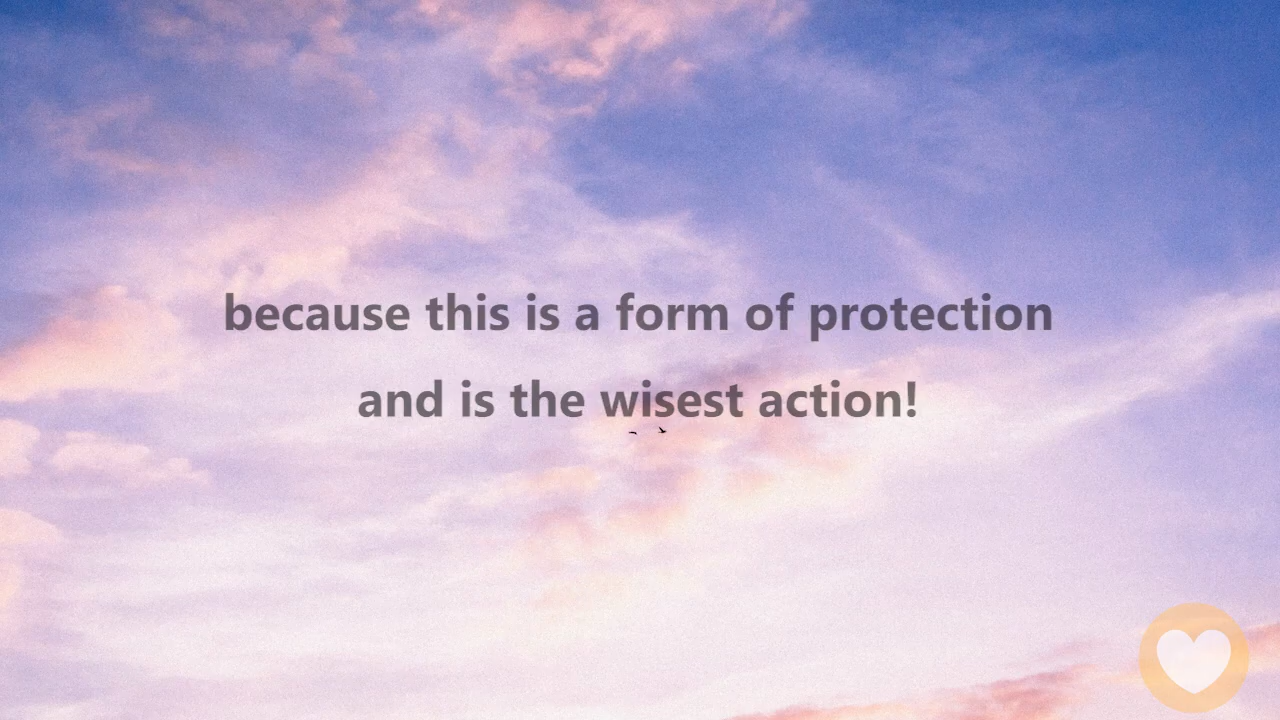 because this is a form of protection
and is the wisest action!